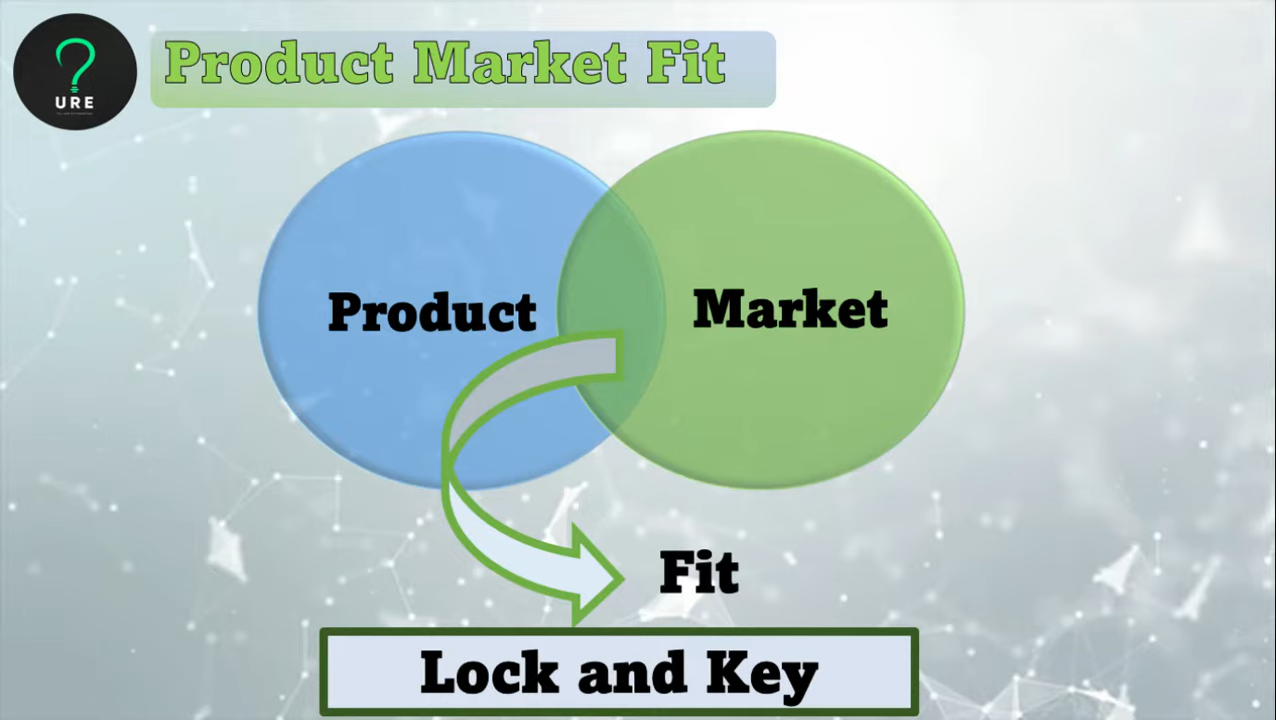 URE
Product Market Fit
Product
Market
Fit
Lock and Key